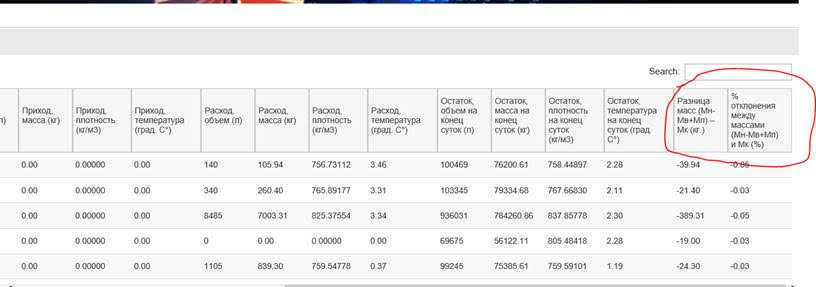 Search:
л)
Приход, масса (кг)
Приход, плотность (кг/м3)
Приход, температура (град. С°)
Расход, объем (л)
Расход, масса (кг)
Расход, плотность (кг/м3)
Расход, температура (град. С°)
Остаток, объем на конец суток (л)
Остаток, масса на конец суток (кг)
Остаток, плотность на конец суток (кг/м3)
Остаток, температура на конец суток (град. С°)
Разница масс (Мн-Мв+Мп) – Мк (кг.)
% отклонения между массами (Мн-Мв+Мп) и Мк (%)
0.00 0.00000 0.00 140 105.94 756.73112 3.46 100469 76200.61 758.44897 2.28 -39.94 -0.05
0.00 0.00000 0.00 340 260.40 765.89177 3.31 103345 79334.68 767.66830 2.11 -21.40 -0.03
0.00 0.00000 0.00 8485 7003.31 825.37554 3.34 936031 784260.86 837.85778 2.30 -389.31 -0.05
0.00 0.00000 0.00 0 0.00 0.00000 0.00 69675 56122.11 805.48418 2.28 -19.00 -0.03
0.00 0.00000 0.00 1105 839.30 759.54778 0.37 99245 75385.61 759.59101 1.19 -24.30 -0.03